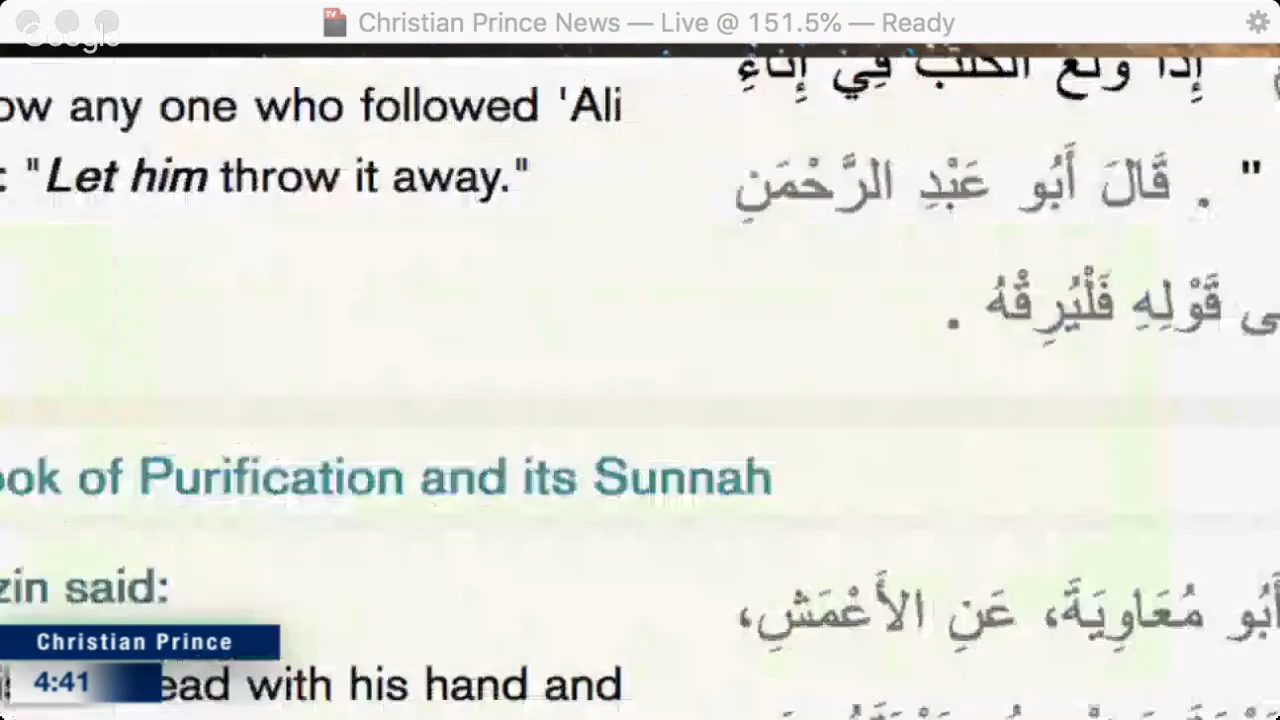 Christian Prince News — Live @ 151.5% — Ready
Google
ow any one who followed 'Ali
: "Let him throw it away."
إِذَا وَلَغَ الْكَلْبُ فِي إِنَاءِ
" . قَالَ أَبُو عَبْدِ الرَّحْمَنِ
قَوْلِهِ فَلْيُرِقْهُ .
ook of Purification and its Sunnah
zin said:
أَبُو مُعَاوِيَةَ، عَنِ الأَعْمَشِ،
Christian Prince
4:41
ead with his hand and